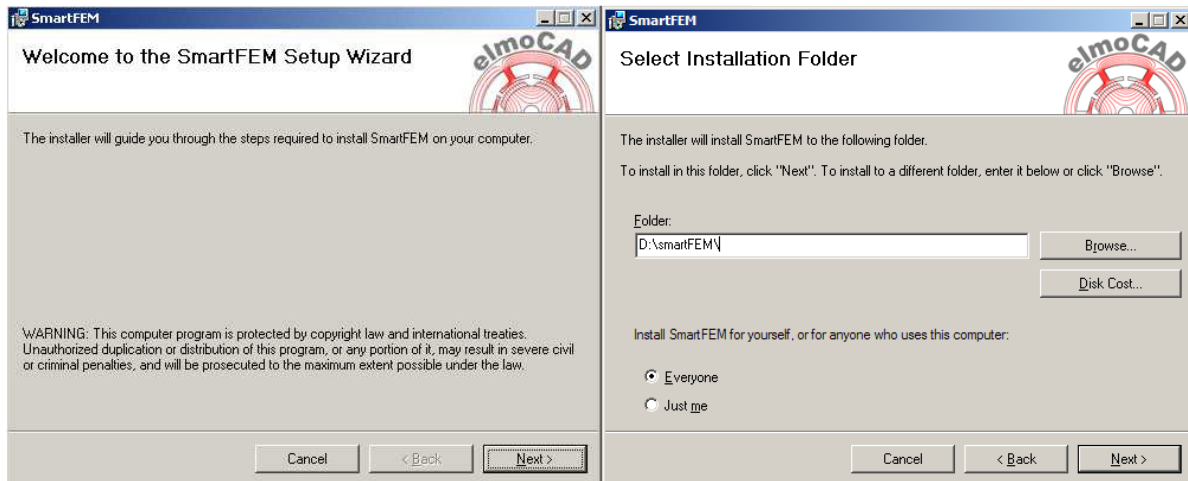 SmartFEM
Welcome to the SmartFEM Setup Wizard
elmoCAD
The installer will guide you through the steps required to install SmartFEM on your computer.
WARNING: This computer program is protected by copyright law and international treaties.
Unauthorized duplication or distribution of this program, or any portion of it, may result in severe civil
or criminal penalties, and will be prosecuted to the maximum extent possible under the law.
Cancel
< Back
Next >
SmartFEM
Select Installation Folder
elmoCAD
The installer will install SmartFEM to the following folder.
To install in this folder, click "Next". To install to a different folder, enter it below or click "Browse".
Folder:
D:\smartFEM\
Browse...
Disk Cost...
Install SmartFEM for yourself, or for anyone who uses this computer:
Everyone
Just me
Cancel
< Back
Next >